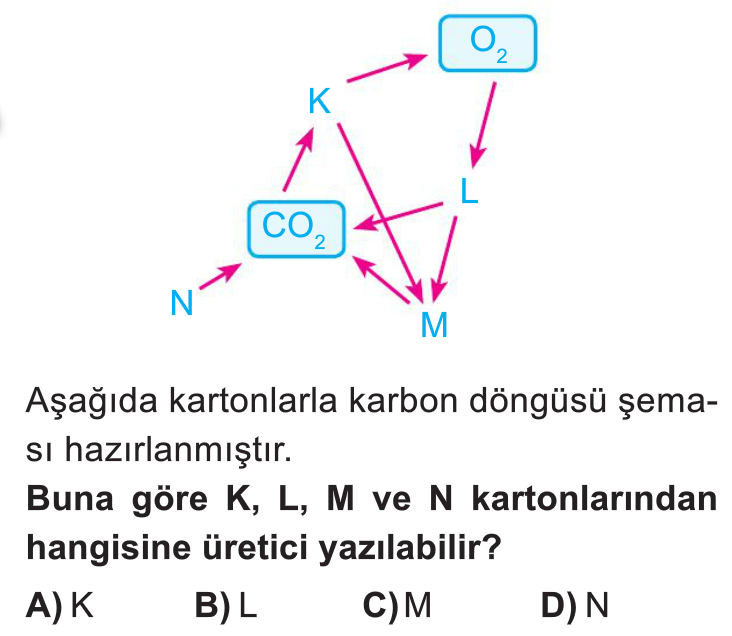 O₂
K
L
CO₂
N
M
Aşağıda kartonlarla karbon döngüsü şema-
sı hazırlanmıştır.
Buna göre K, L, M ve N kartonlarından
hangisine üretici yazılabilir?
A) K B) L C) M D) N